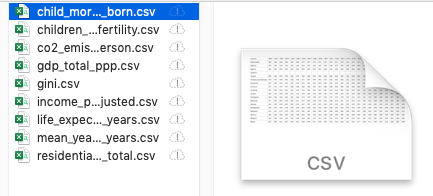 child_mor..._born.csv
children_...fertility.csv
co2_emis...erson.csv
gdp_total_ppp.csv
gini.csv
income_p...justed.csv
life_expec..._years.csv
mean_yea..._years.csv
residentia..._total.csv
CSV